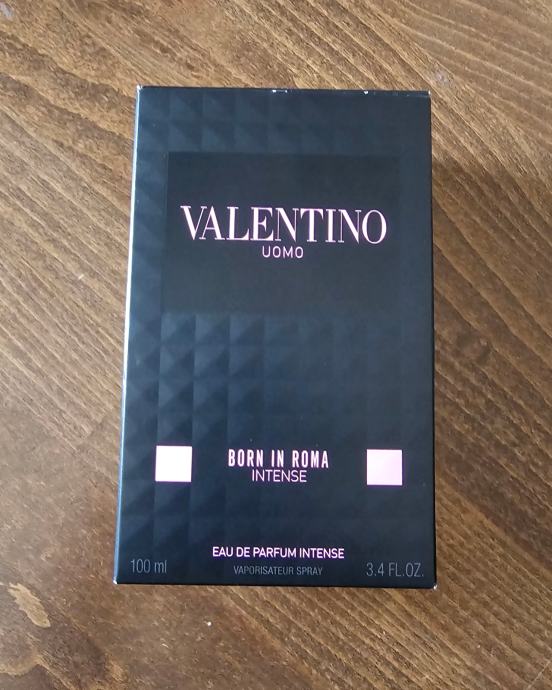 VALENTINO
UOMO
BORN IN ROMA
INTENSE
EAU DE PARFUM INTENSE
100 ml VAPORISATEUR SPRAY 3.4 FL.OZ.